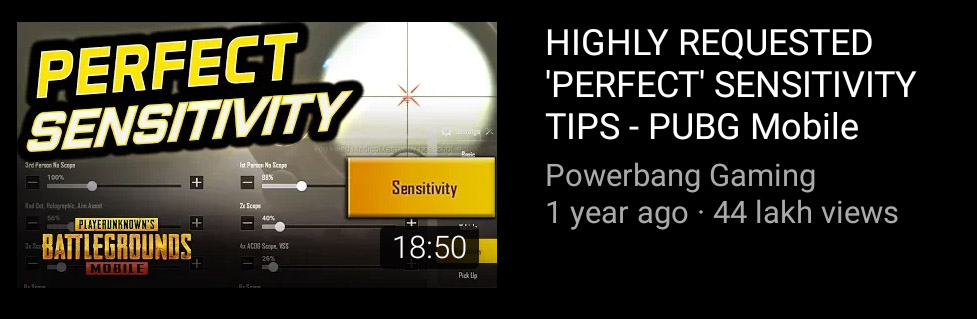 PERFECT
SENSITIVITY
3rd Person No Scope
1st Person No Scope
100%
88%
Sensitivity
Red Dot, Holographic, Aim Assist
2x Scope
56%
40%
PLAYERUNKNOWN'S
BATTLEGROUNDS
MOBILE
4x ACOG Scope, VSS
26%
18:50
Pick Up
HIGHLY REQUESTED
'PERFECT' SENSITIVITY
TIPS - PUBG Mobile
Powerbang Gaming
1 year ago · 44 lakh views